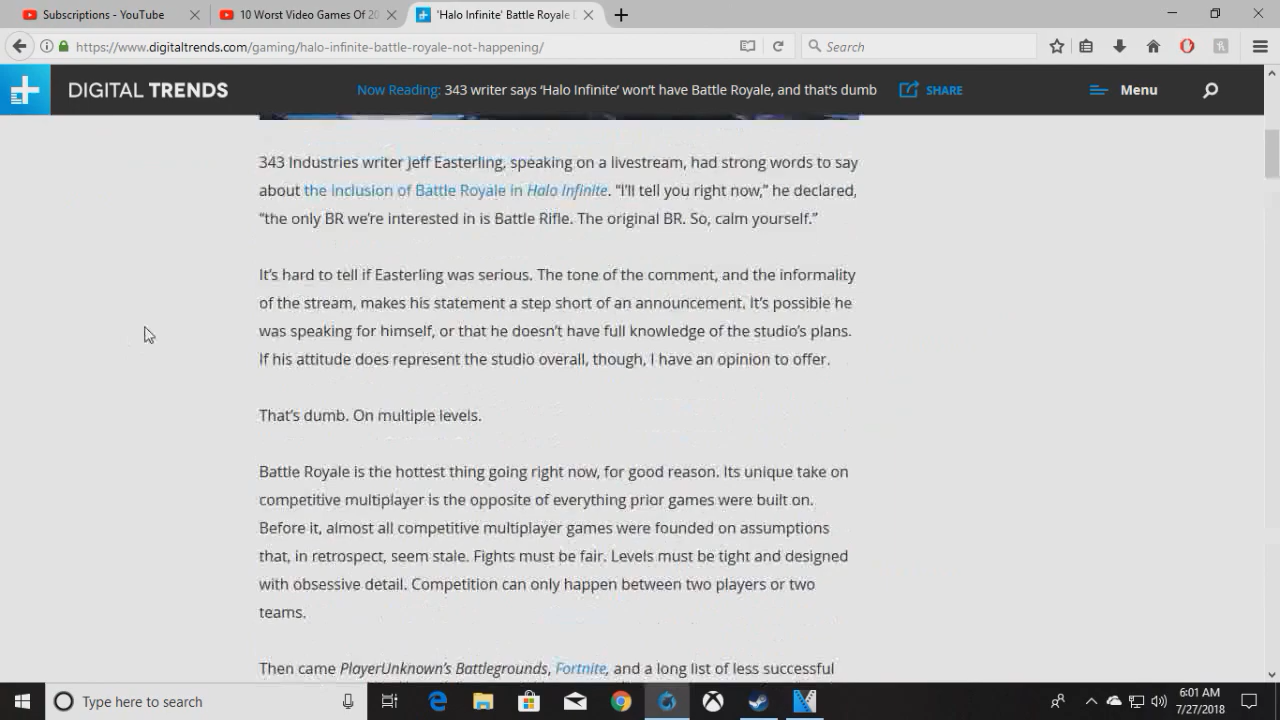 Subscriptions - YouTube
10 Worst Video Games Of 20
'Halo Infinite' Battle Royale
https://www.digitaltrends.com/gaming/halo-infinite-battle-royale-not-happening/
Search
DIGITAL TRENDS
Now Reading: 343 writer says 'Halo Infinite' won't have Battle Royale, and that's dumb
SHARE
Menu
343 Industries writer Jeff Easterling, speaking on a livestream, had strong words to say
about the inclusion of Battle Royale in Halo Infinite. “I’ll tell you right now,” he declared,
“the only BR we’re interested in is Battle Rifle. The original BR. So, calm yourself.”
It’s hard to tell if Easterling was serious. The tone of the comment, and the informality
of the stream, makes his statement a step short of an announcement. It’s possible he
was speaking for himself, or that he doesn’t have full knowledge of the studio’s plans.
If his attitude does represent the studio overall, though, I have an opinion to offer.
That’s dumb. On multiple levels.
Battle Royale is the hottest thing going right now, for good reason. Its unique take on
competitive multiplayer is the opposite of everything prior games were built on.
Before it, almost all competitive multiplayer games were founded on assumptions
that, in retrospect, seem stale. Fights must be fair. Levels must be tight and designed
with obsessive detail. Competition can only happen between two players or two
teams.
Then came PlayerUnknown’s Battlegrounds, Fortnite, and a long list of less successful
Type here to search
6:01 AM
7/27/2018